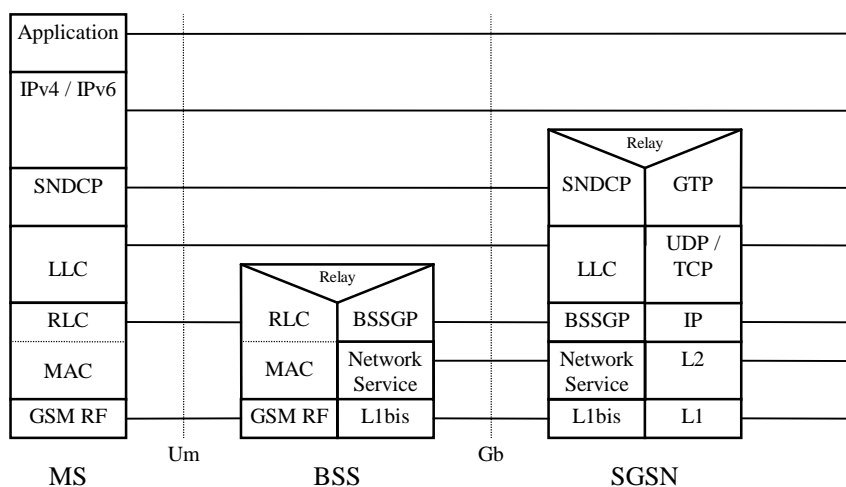 Application
IPv4 / IPv6
Relay
SNDCP
SNDCP
GTP
LLC
Relay
LLC
UDP /
TCP
RLC
RLC
BSSGP
BSSGP
IP
MAC
MAC
Network
Service
Network
Service
L2
GSM RF
GSM RF
L1bis
L1bis
L1
Um
Gb
MS
BSS
SGSN